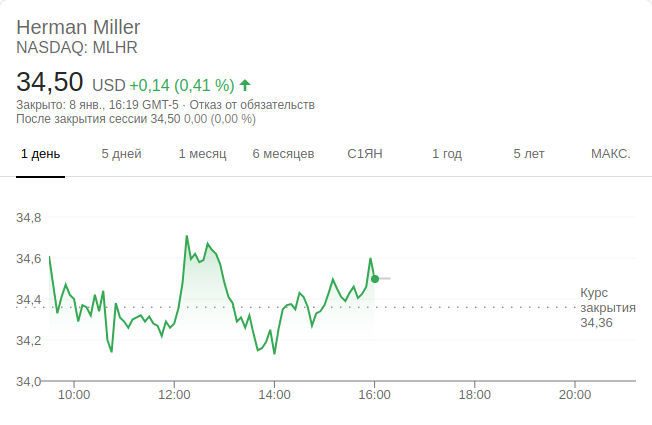 Herman Miller
NASDAQ: MLHR
34,50 USD +0,14 (0,41 %)
Закрыто: 8 янв., 16:19 GMT-5 · Отказ от обязательств
После закрытия сессии 34,50 0,00 (0,00 %)
1 день 5 дней 1 месяц 6 месяцев С1ЯН 1 год 5 лет МАКС.
34,8
34,6
34,4
34,2
34,0
Курс
закрытия
34,36
10:00 12:00 14:00 16:00 18:00 20:00